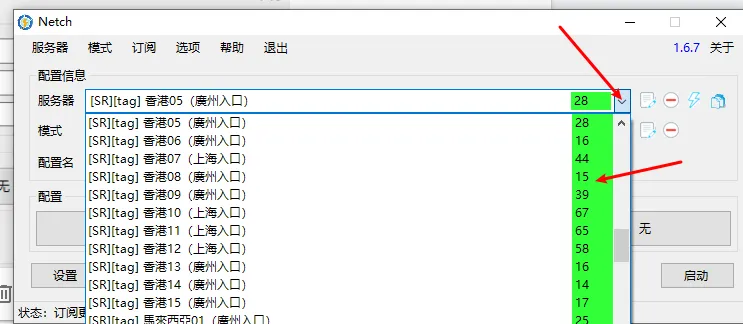 Netch
服务器 模式 订阅 选项 帮助 退出 1.6.7 关于
配置信息
服务器 [SR][tag] 香港05（廣州入口） 28
[SR][tag] 香港05（廣州入口） 28
模式
[SR][tag] 香港06（廣州入口） 16
配置名
[SR][tag] 香港07（上海入口） 44
[SR][tag] 香港08（廣州入口） 15
无
配置
[SR][tag] 香港09（廣州入口） 39
[SR][tag] 香港10（上海入口） 67
[SR][tag] 香港11（上海入口） 65
无
[SR][tag] 香港12（上海入口） 58
[SR][tag] 香港13（廣州入口） 16
设置
启动
[SR][tag] 香港14（廣州入口） 14
[SR][tag] 香港15（廣州入口） 17
状态：订阅更
[SR][tag] 馬來西亞01（廣州入口） 25